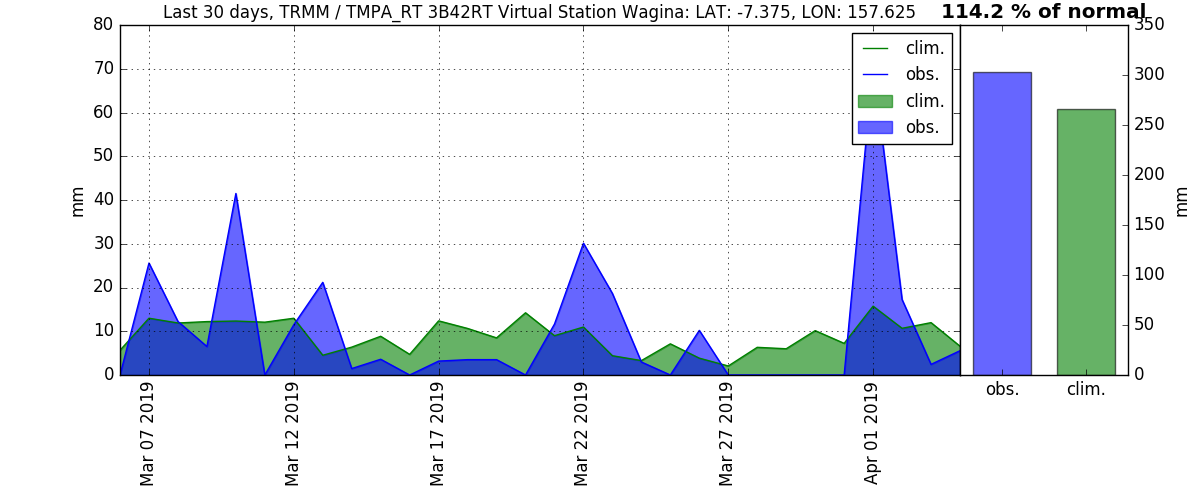 Last 30 days, TRMM / TMPA_RT 3B42RT Virtual Station Wagina: LAT: -7.375, LON: 157.625
114.2 % of normal
80
70
60
50
40
30
20
10
0
mm
clim.
obs.
clim.
obs.
350
300
250
200
150
100
50
0
mm
obs.
clim.
Mar 07 2019
Mar 12 2019
Mar 17 2019
Mar 22 2019
Mar 27 2019
Apr 01 2019